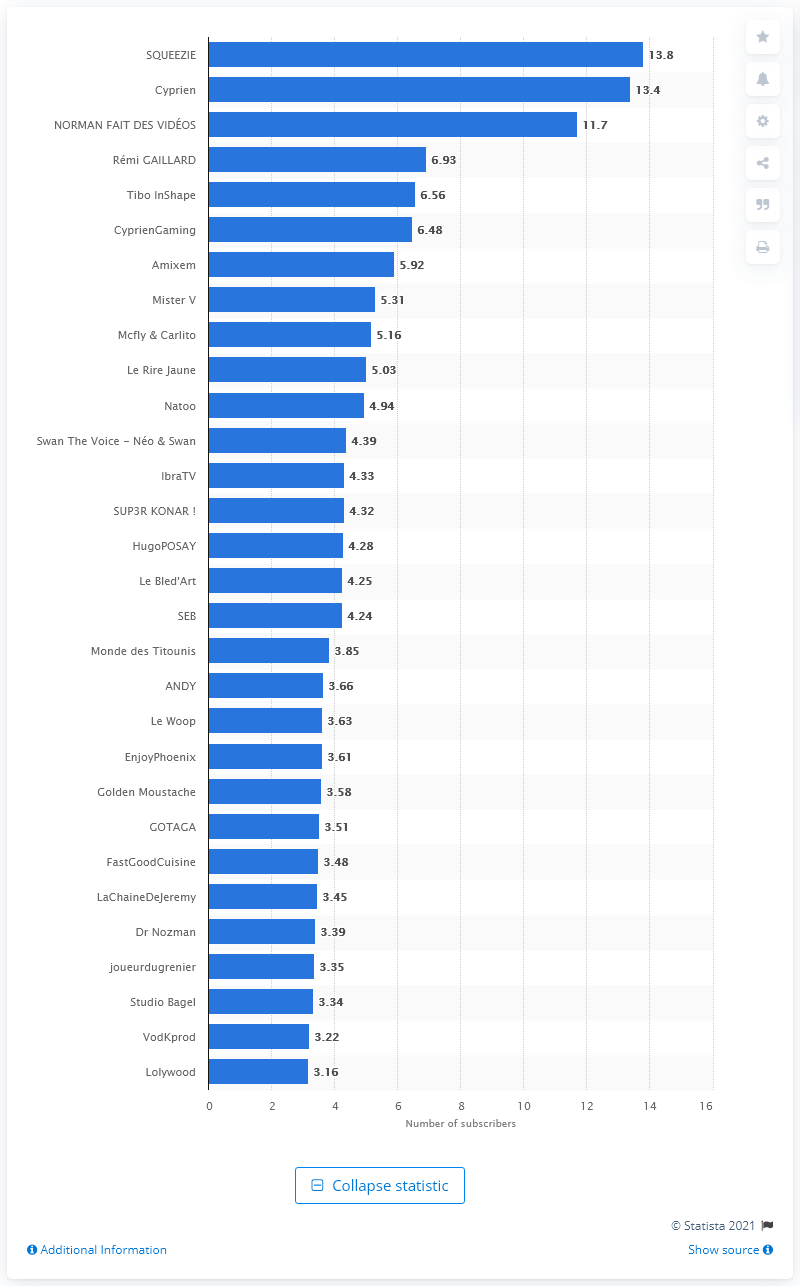 SQUEEZIE 13.8
Cyprien 13.4
NORMAN FAIT DES VIDÉOS 11.7
Rémi GAILLARD 6.93
Tibo InShape 6.56
CyprienGaming 6.48
Amixem 5.92
Mister V 5.31
Mcfly & Carlito 5.16
Le Rire Jaune 5.03
Natoo 4.94
Swan The Voice - Néo & Swan 4.39
IbraTV 4.33
SUP3R KONAR ! 4.32
HugoPOSAY 4.28
Le Bled'Art 4.25
SEB 4.24
Monde des Titounis 3.85
ANDY 3.66
Le Woop 3.63
EnjoyPhoenix 3.61
Golden Moustache 3.58
GOTAGA 3.51
FastGoodCuisine 3.48
LaChaineDeJeremy 3.45
Dr Nozman 3.39
joueurdugrenier 3.35
Studio Bagel 3.34
VodKprod 3.22
Lolywood 3.16
0 2 4 6 8 10 12 14 16
Number of subscribers
Collapse statistic
© Statista 2021
Additional Information Show source